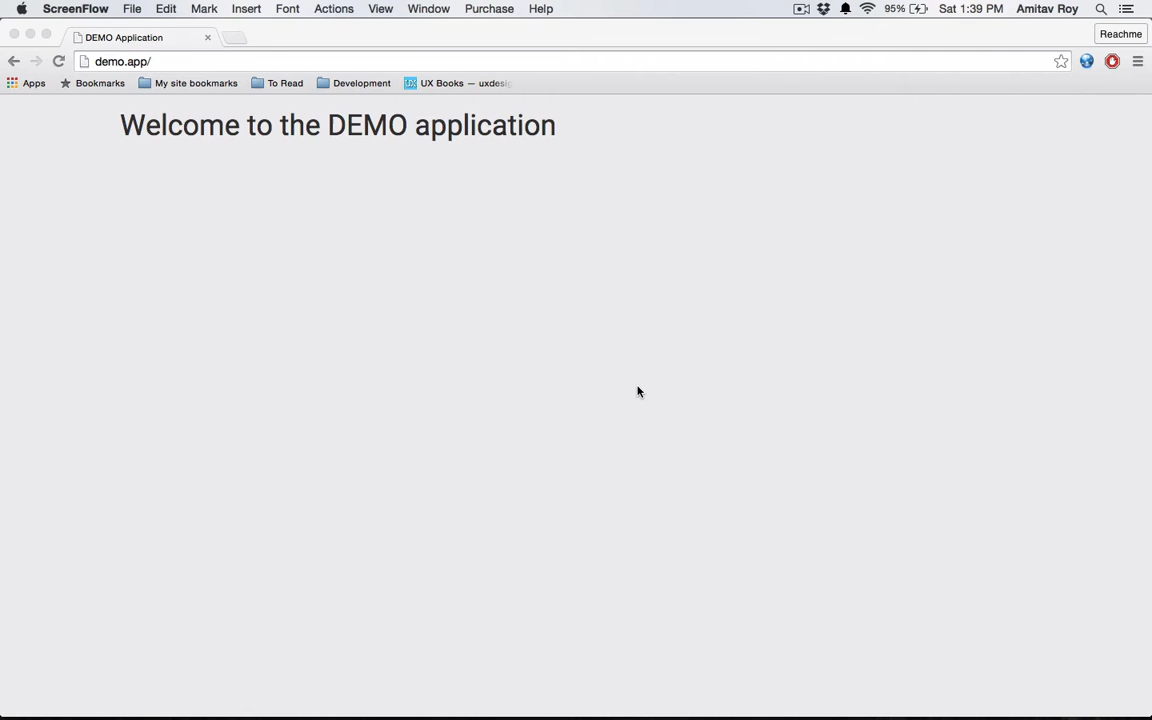 ScreenFlow File Edit Mark Insert Font Actions View Window Purchase Help 95% Sat 1:39 PM Amitav Roy
DEMO Application Reachme
demo.app/
Apps Bookmarks My site bookmarks To Read Development UX Books — uxdesig
Welcome to the DEMO application